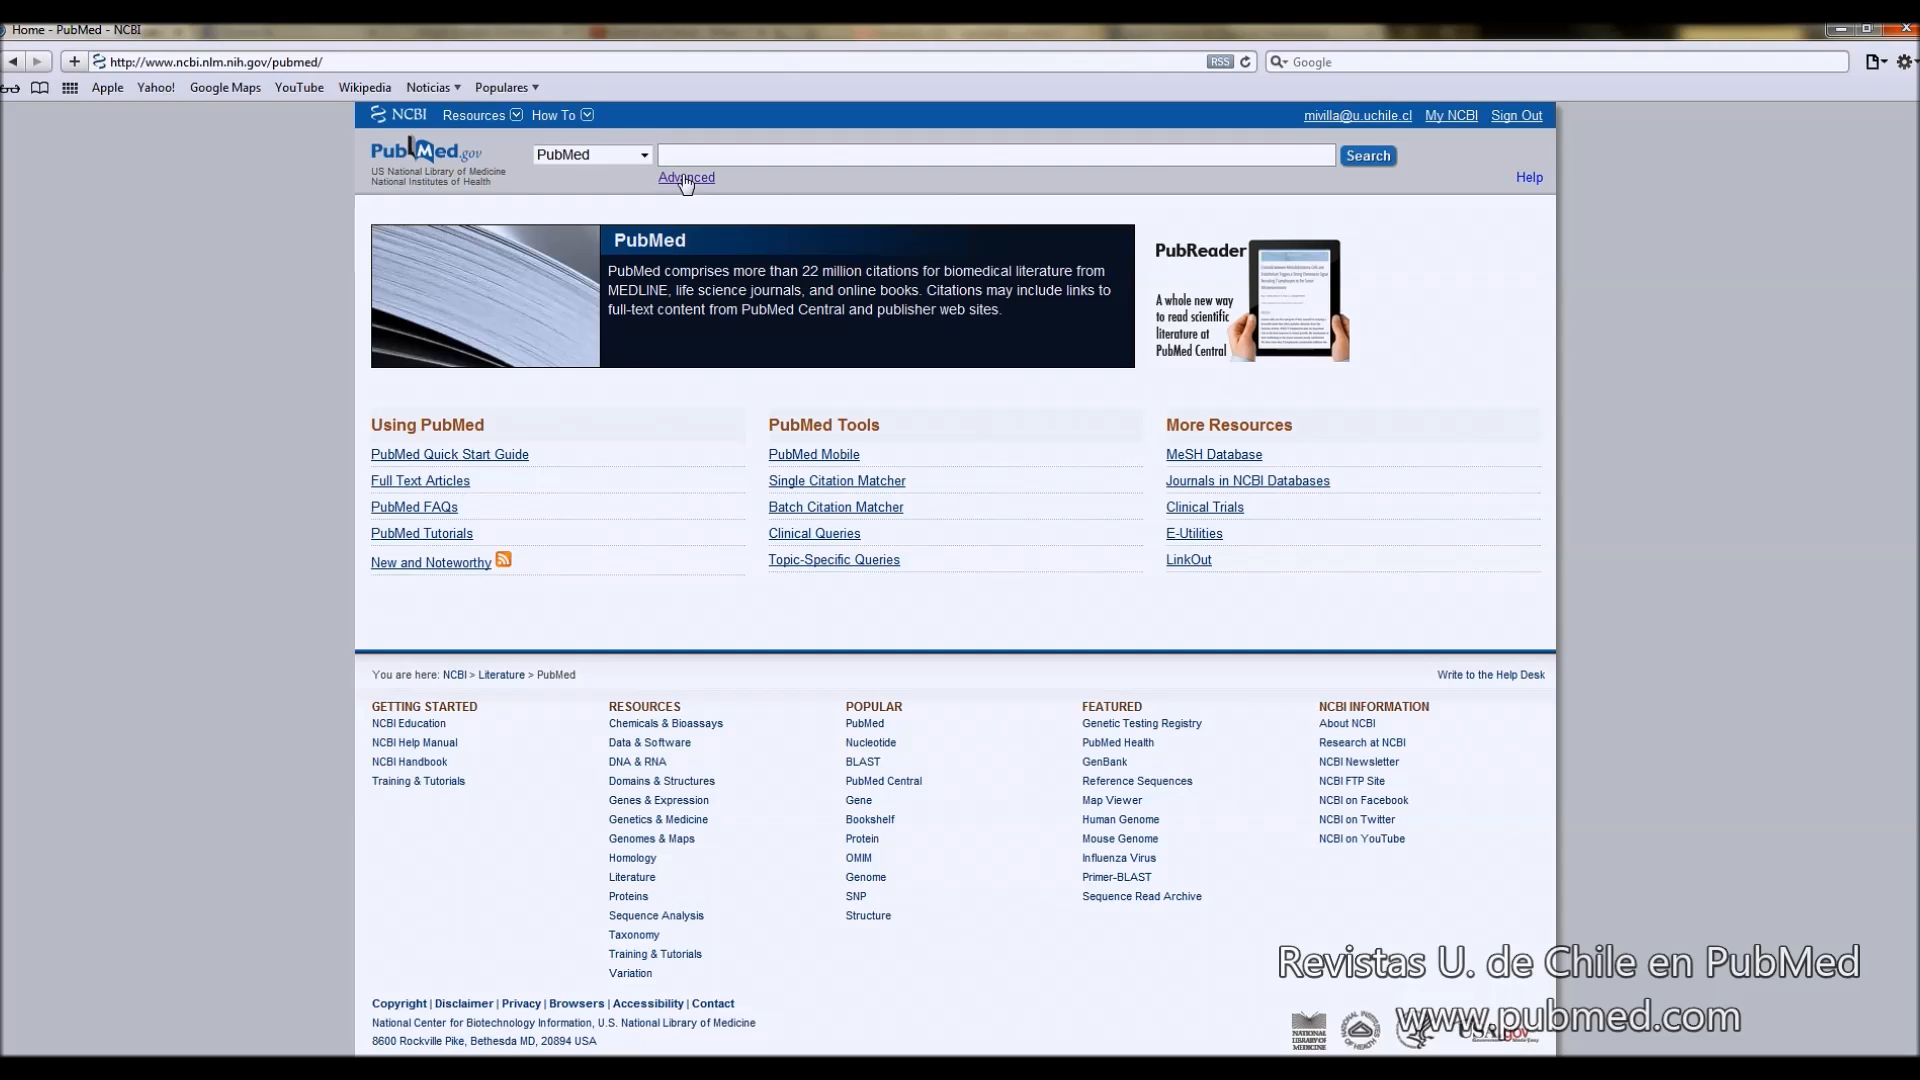 Home - PubMed - NCBI
http://www.ncbi.nlm.nih.gov/pubmed/
RSS
Google
Apple Yahoo! Google Maps YouTube Wikipedia Noticias Populares
NCBI Resources How To
mivilla@u.uchile.cl My NCBI Sign Out
PubMed.gov
US National Library of Medicine
National Institutes of Health
PubMed
Search
Advanced
Help
PubMed
PubMed comprises more than 22 million citations for biomedical literature from
MEDLINE, life science journals, and online books. Citations may include links to
full-text content from PubMed Central and publisher web sites.
PubReader
A whole new way
to read scientific
literature at
PubMed Central
Using PubMed
PubMed Quick Start Guide
Full Text Articles
PubMed FAQs
PubMed Tutorials
New and Noteworthy
PubMed Tools
PubMed Mobile
Single Citation Matcher
Batch Citation Matcher
Clinical Queries
Topic-Specific Queries
More Resources
MeSH Database
Journals in NCBI Databases
Clinical Trials
E-Utilities
LinkOut
You are here: NCBI > Literature > PubMed
Write to the Help Desk
GETTING STARTED
NCBI Education
NCBI Help Manual
NCBI Handbook
Training & Tutorials
RESOURCES
Chemicals & Bioassays
Data & Software
DNA & RNA
Domains & Structures
Genes & Expression
Genetics & Medicine
Genomes & Maps
Homology
Literature
Proteins
Sequence Analysis
Taxonomy
Training & Tutorials
Variation
POPULAR
PubMed
Nucleotide
BLAST
PubMed Central
Gene
Bookshelf
Protein
OMIM
Genome
SNP
Structure
FEATURED
Genetic Testing Registry
PubMed Health
GenBank
Reference Sequences
Map Viewer
Human Genome
Mouse Genome
Influenza Virus
Primer-BLAST
Sequence Read Archive
NCBI INFORMATION
About NCBI
Research at NCBI
NCBI Newsletter
NCBI FTP Site
NCBI on Facebook
NCBI on Twitter
NCBI on YouTube
Copyright | Disclaimer | Privacy | Browsers | Accessibility | Contact
National Center for Biotechnology Information, U.S. National Library of Medicine
8600 Rockville Pike, Bethesda MD, 20894 USA
Revistas U. de Chile en PubMed
www.pubmed.com
NATIONAL
LIBRARY OF
MEDICINE